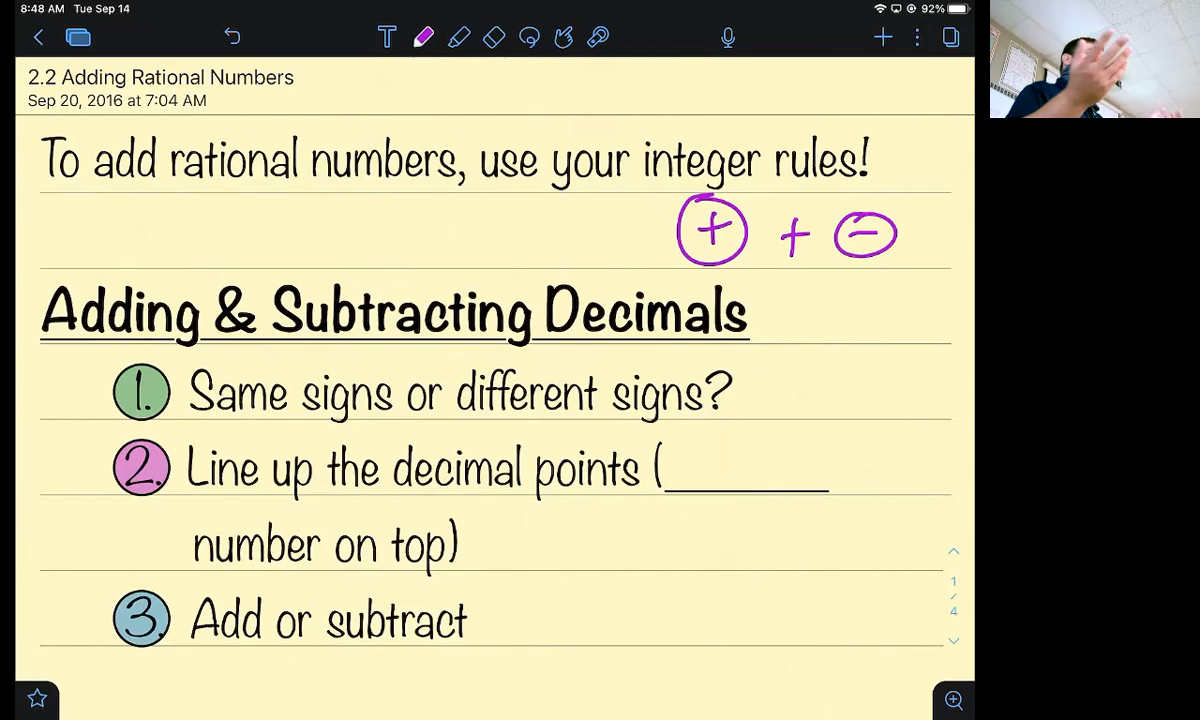 8:48 AM Tue Sep 14
92%
T
2.2 Adding Rational Numbers
Sep 20, 2016 at 7:04 AM
To add rational numbers, use your integer rules!
+ + -
Adding & Subtracting Decimals
1. Same signs or different signs?
2. Line up the decimal points (_________
number on top)
3. Add or subtract
1
/
4